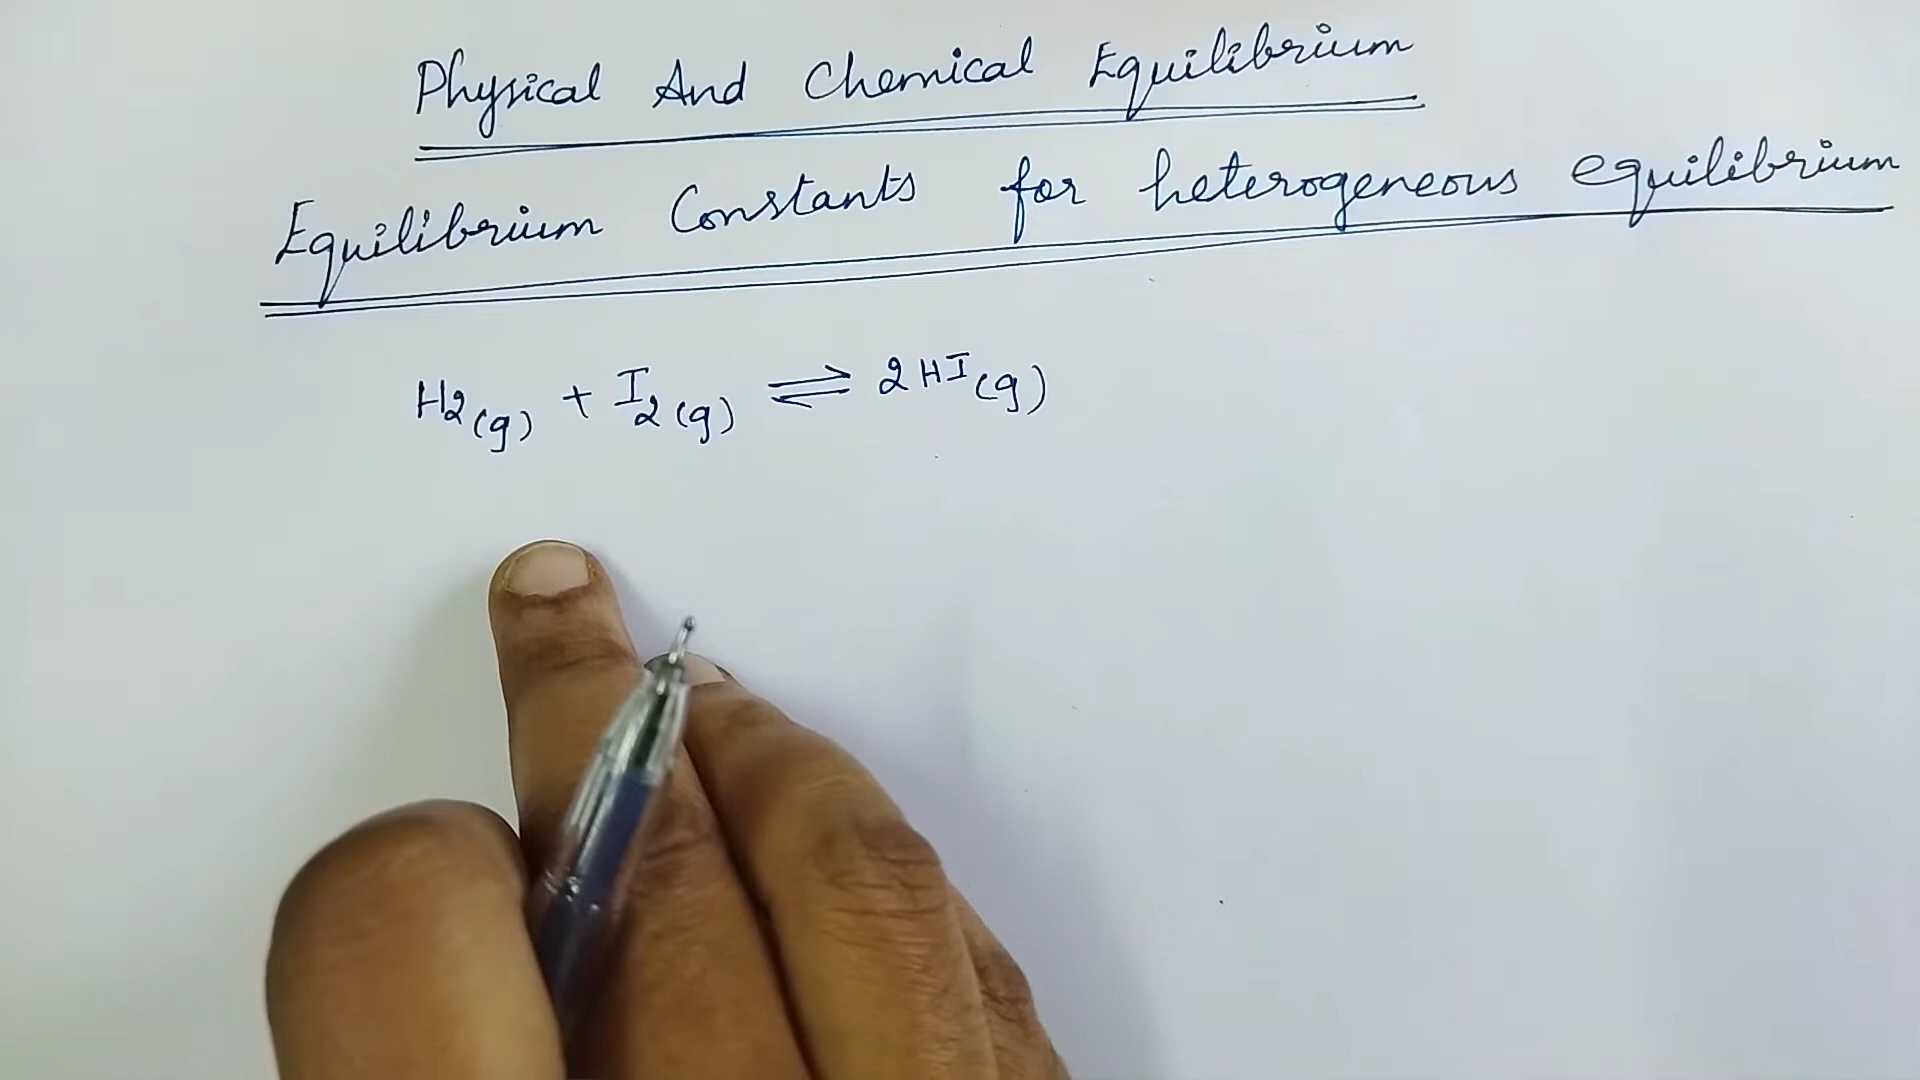 Physical And Chemical Equilibrium
Equilibrium Constants for heterogeneous equilibrium
H2(g) + I2(g) ⇌ 2HI(g)